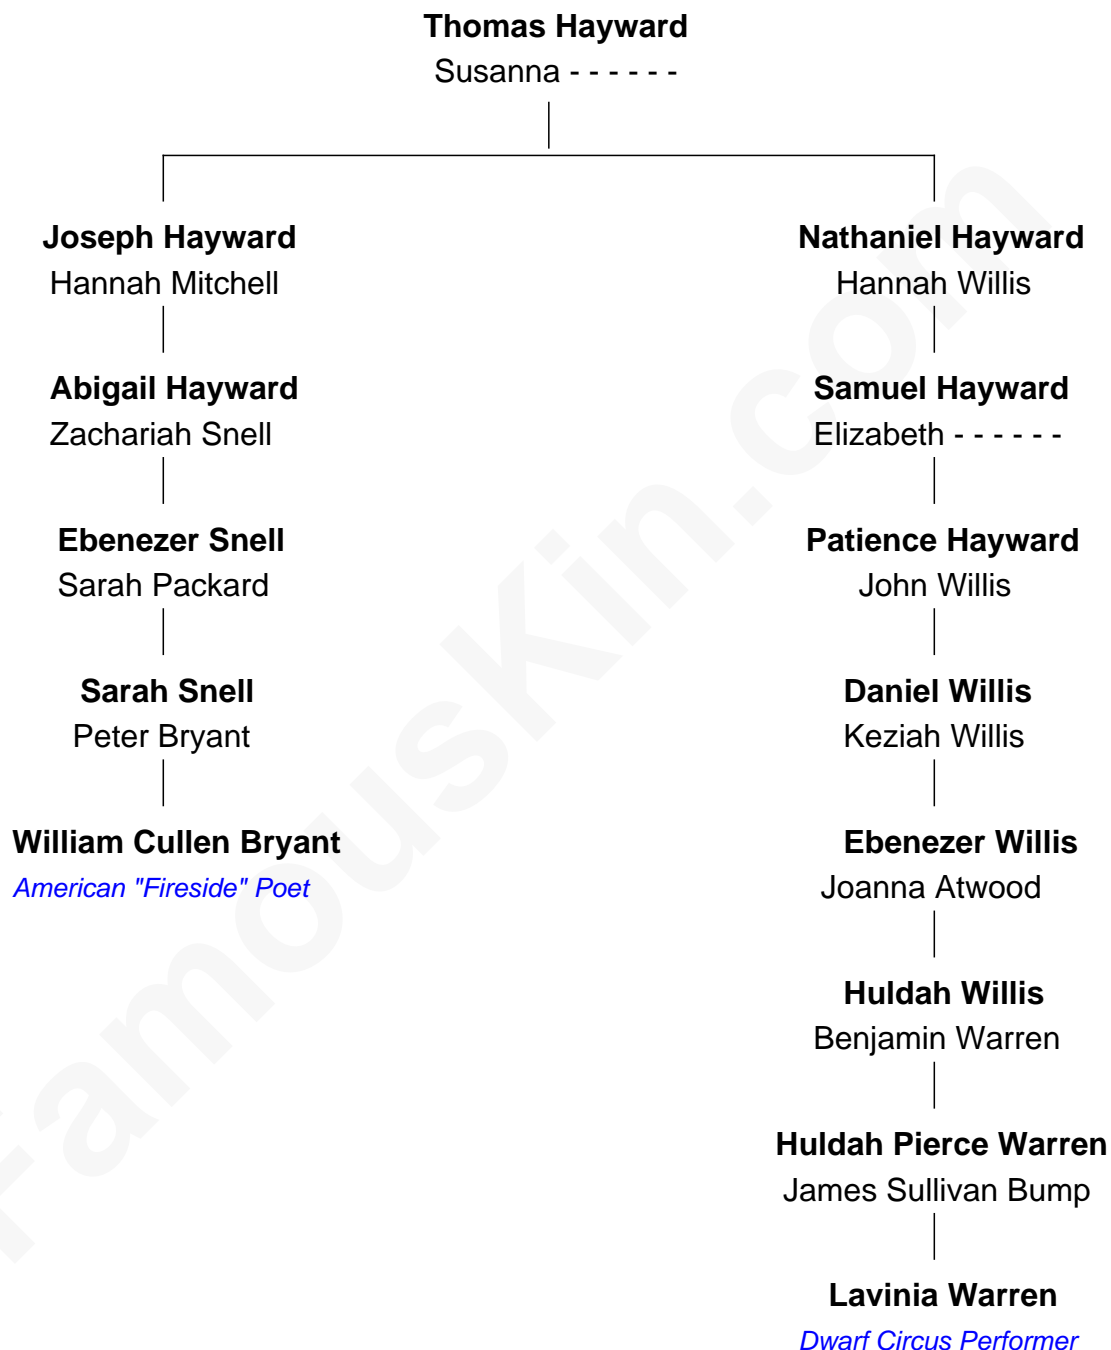 Thomas Hayward
Susanna - - - - - -
Joseph Hayward
Hannah Mitchell
Nathaniel Hayward
Hannah Willis
Abigail Hayward
Zachariah Snell
Samuel Hayward
Elizabeth - - - - - -
Ebenezer Snell
Sarah Packard
Patience Hayward
John Willis
Sarah Snell
Peter Bryant
Daniel Willis
Keziah Willis
William Cullen Bryant
American "Fireside" Poet
Ebenezer Willis
Joanna Atwood
Huldah Willis
Benjamin Warren
Huldah Pierce Warren
James Sullivan Bump
Lavinia Warren
Dwarf Circus Performer
FamousKin.com